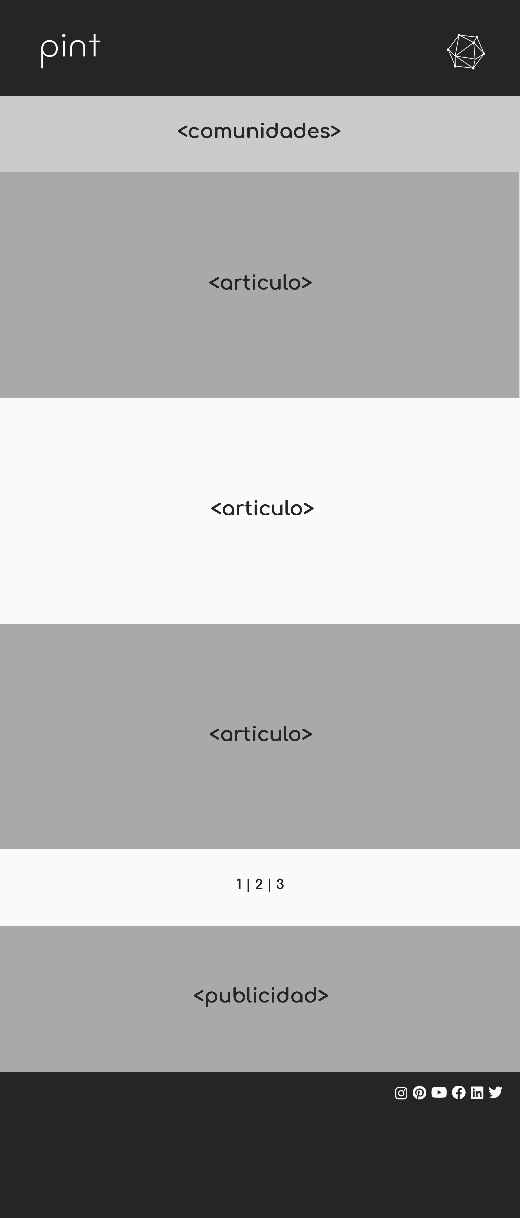 pint
<comunidades>
<articulo>
<articulo>
<articulo>
1 | 2 | 3
<publicidad>